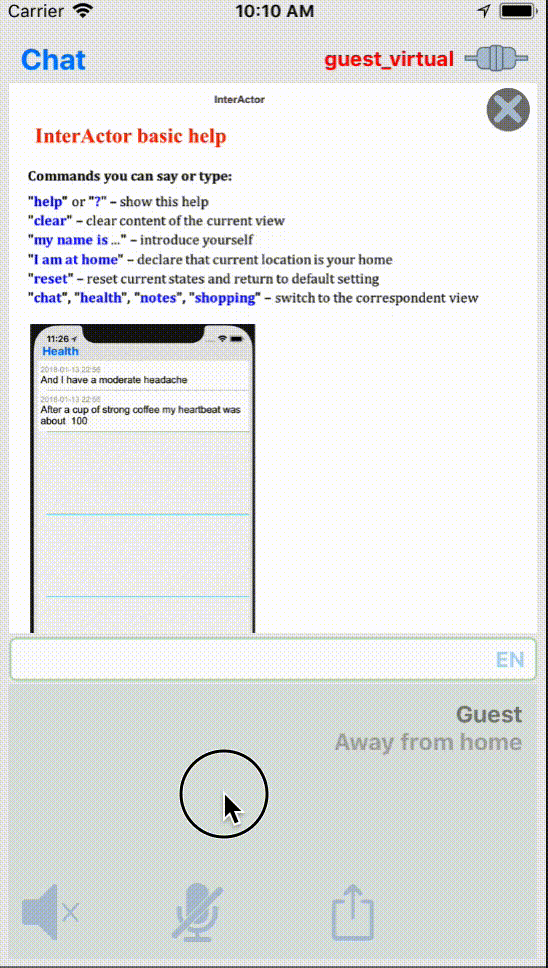 Carrier 10:10 AM
Chat guest_virtual
InterActor
InterActor basic help
Commands you can say or type:
"help" or "?" – show this help
"clear" – clear content of the current view
"my name is ..." – introduce yourself
"I am at home" – declare that current location is your home
"reset" – reset current states and return to default setting
"chat", "health", "notes", "shopping" – switch to the correspondent view
11:26
Health
2018-01-13 22:56
And I have a moderate headache
2018-01-13 22:55
After a cup of strong coffee my heartbeat was
about 100
EN
Guest
Away from home